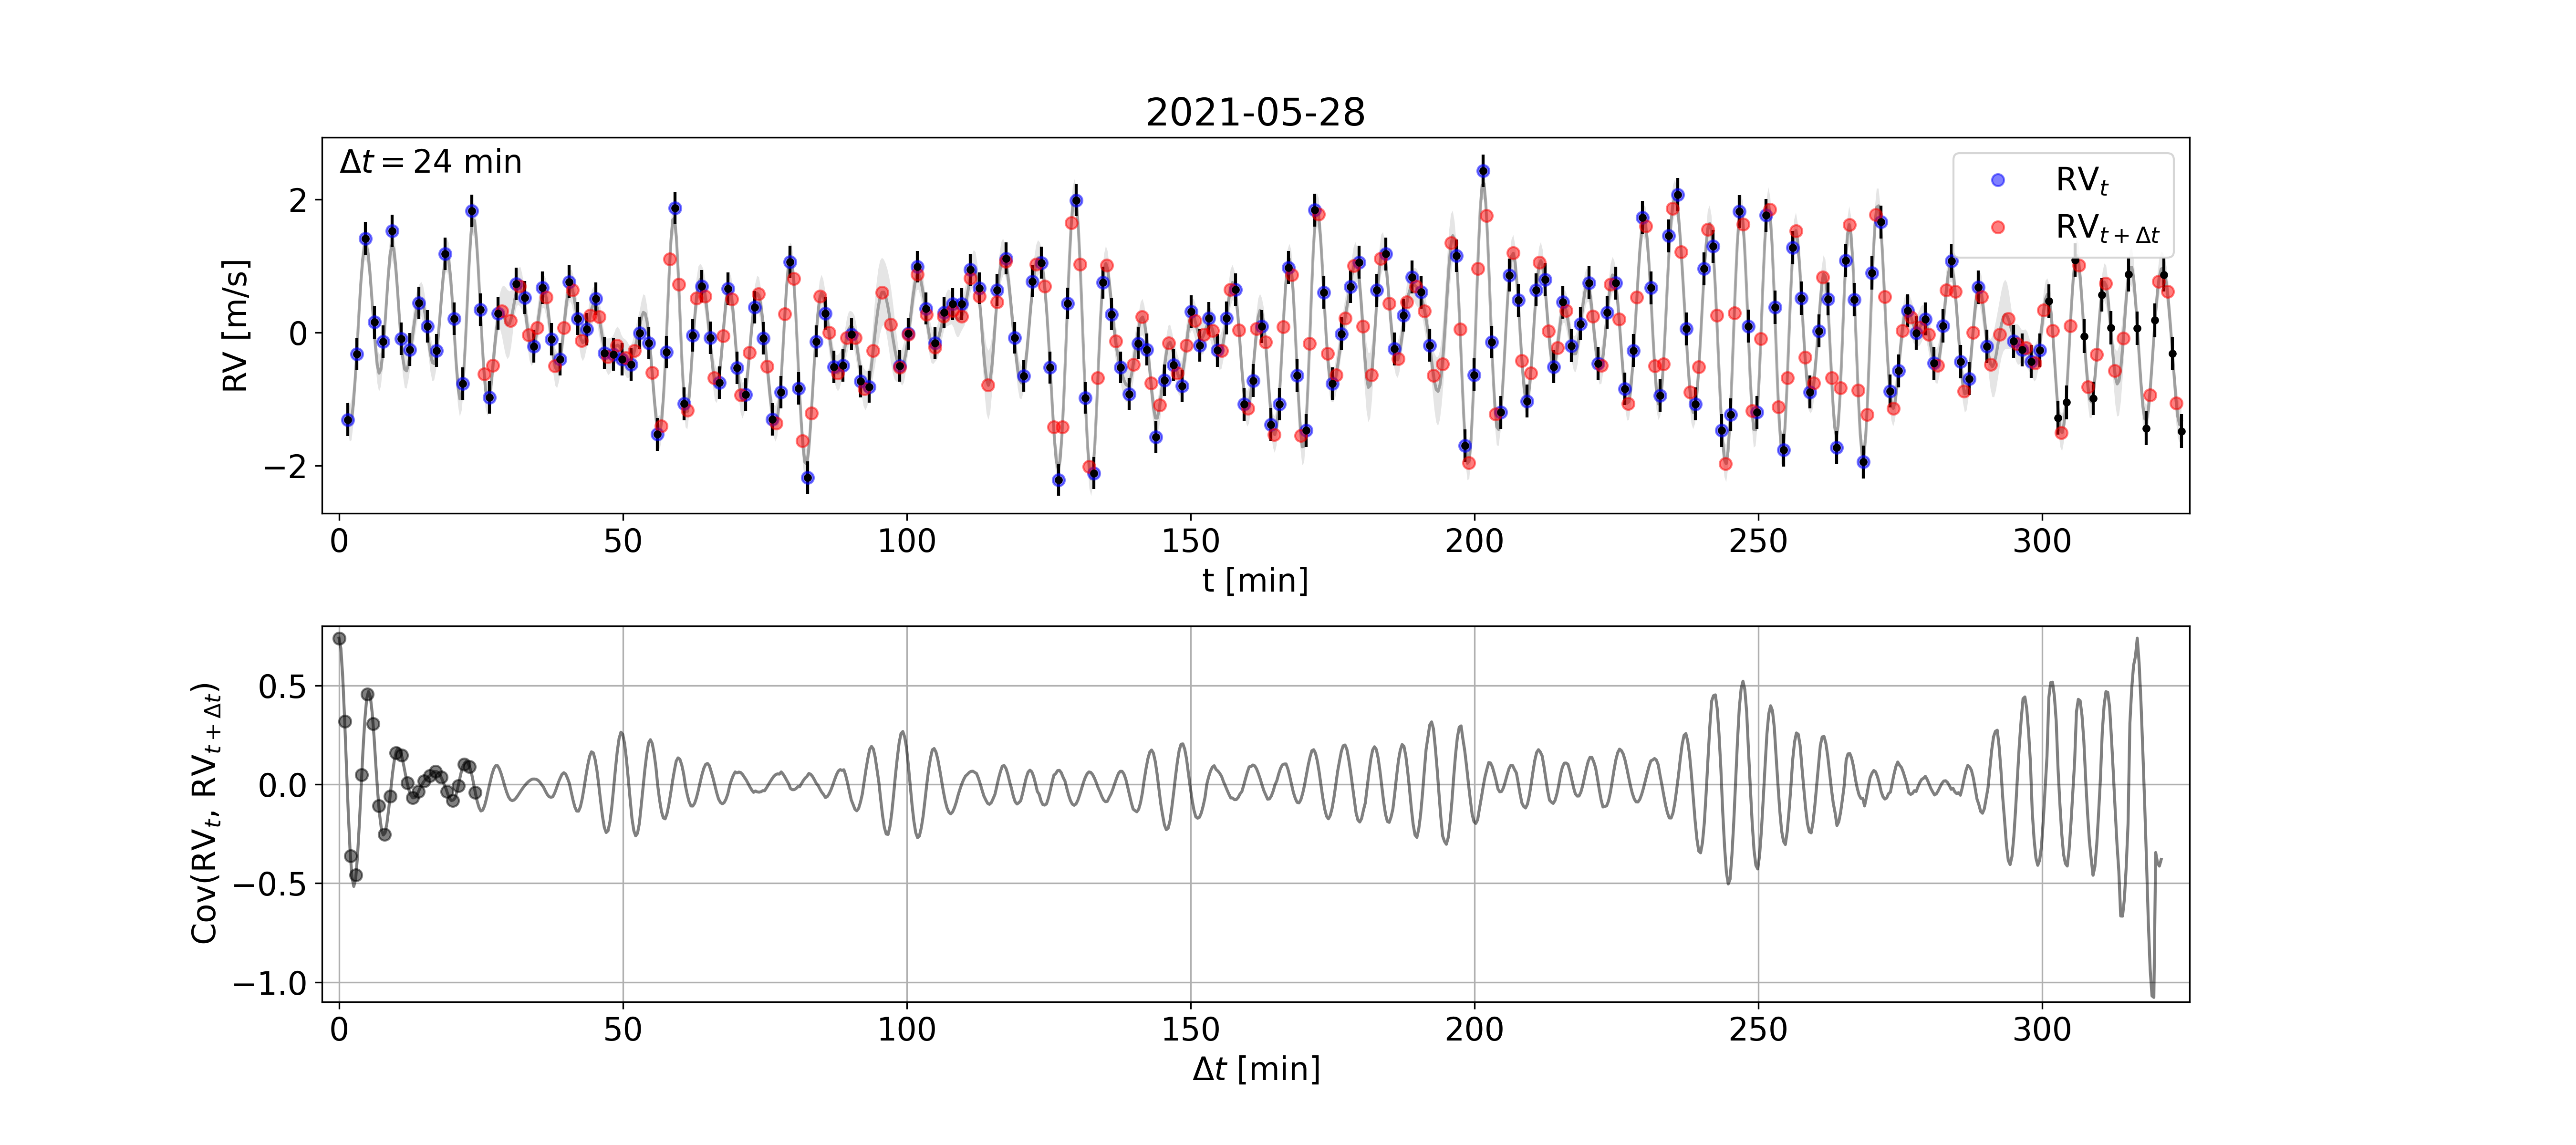 2021-05-28
Δt = 24 min
RV_t
RV_{t+Δt}
RV [m/s]
2
0
−2
0 50 100 150 200 250 300
t [min]
Cov(RV_t, RV_{t+Δt})
0.5
0.0
−0.5
−1.0
0 50 100 150 200 250 300
Δt [min]